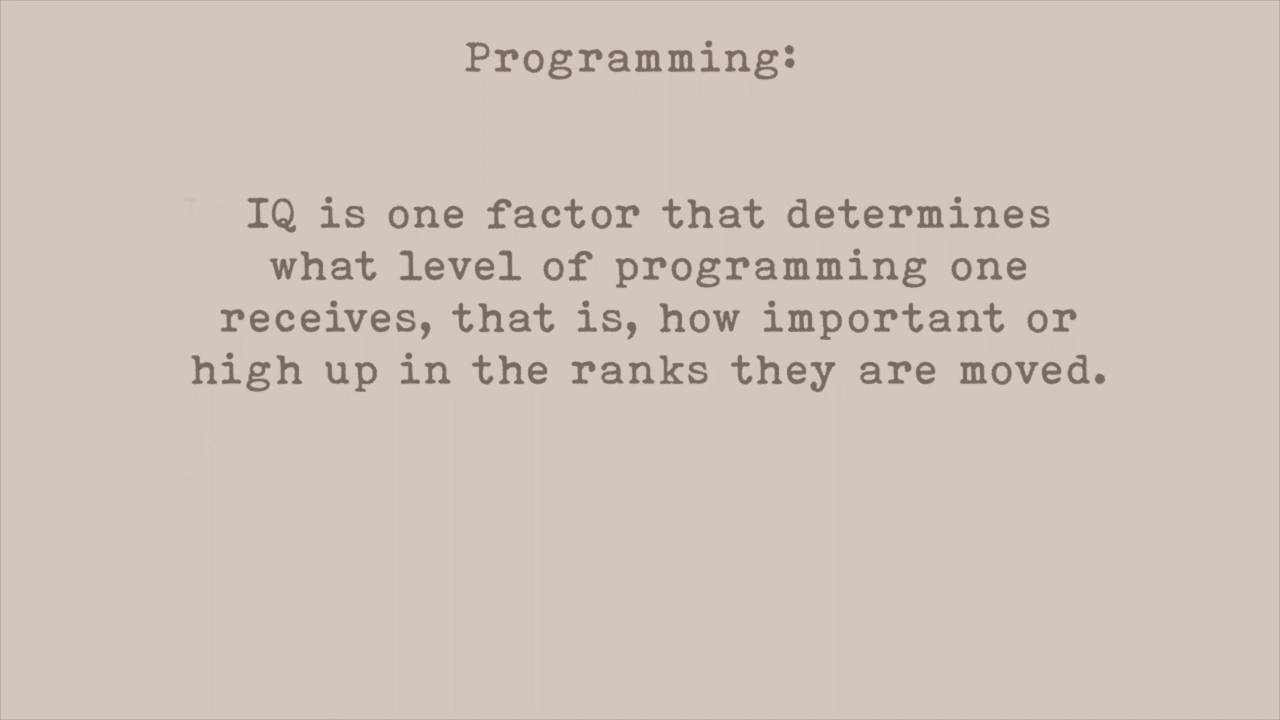 Programming:
IQ is one factor that determines
what level of programming one
receives, that is, how important or
high up in the ranks they are moved.